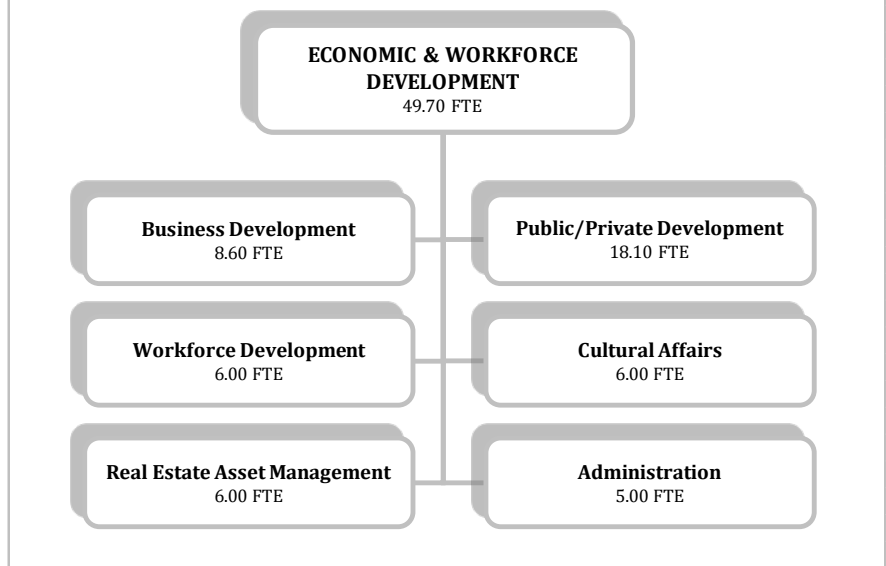 ECONOMIC & WORKFORCE
DEVELOPMENT
49.70 FTE
Business Development
8.60 FTE
Public/Private Development
18.10 FTE
Workforce Development
6.00 FTE
Cultural Affairs
6.00 FTE
Real Estate Asset Management
6.00 FTE
Administration
5.00 FTE